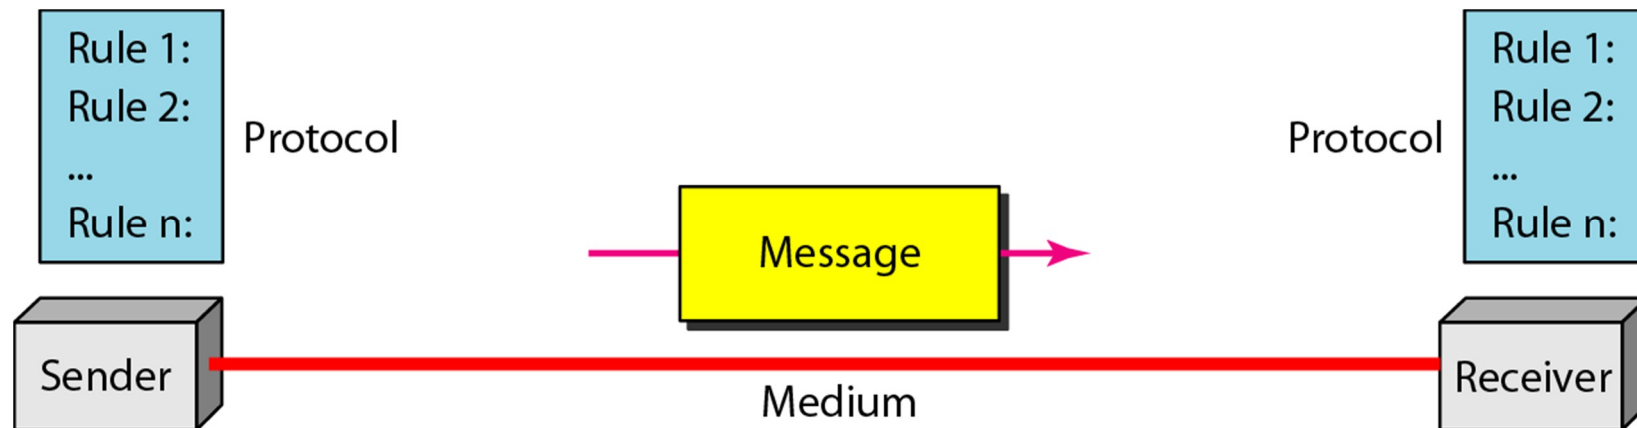 Rule 1:
Rule 2:
...
Rule n:
Protocol
Protocol
Rule 1:
Rule 2:
...
Rule n:
Message
Sender
Medium
Receiver